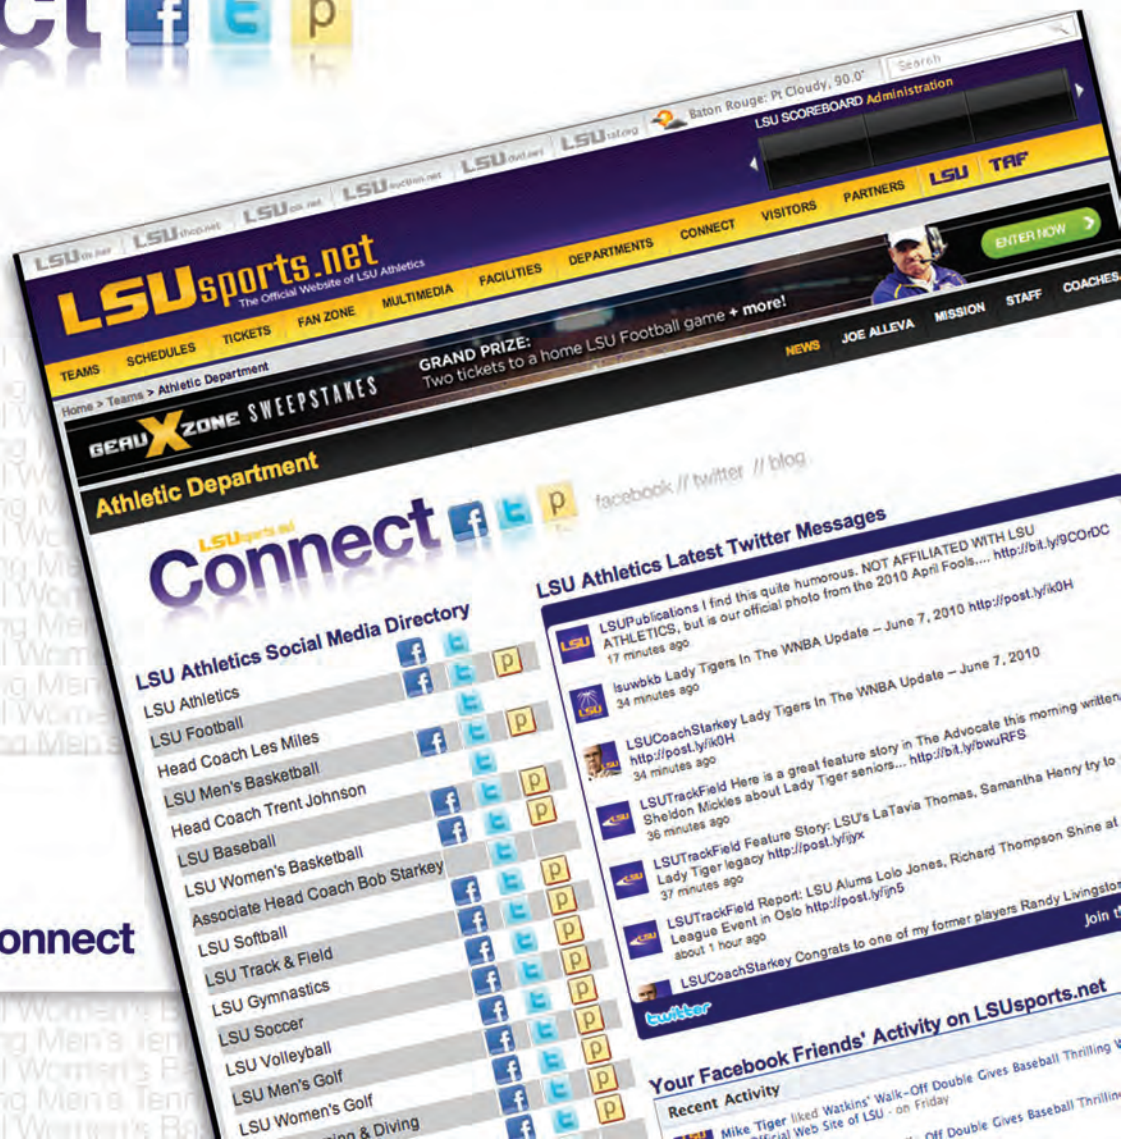 ct f t p
Baton Rouge: Pt Cloudy, 90.0°
Search
LSU shop.net
LSU
LSU auction.net
LSU
LSU
LSU SCOREBOARD Administration
LSUsports.net
The Official Website of LSU Athletics
TEAMS SCHEDULES TICKETS FAN ZONE MULTIMEDIA FACILITIES DEPARTMENTS CONNECT VISITORS PARTNERS LSU TAF
Home > Teams > Athletic Department
GEAUX ZONE SWEEPSTAKES
GRAND PRIZE:
Two tickets to a home LSU Football game + more!
ENTER NOW
Athletic Department
NEWS JOE ALLEVA MISSION STAFF COACHES
LSUsports.net
Connect f t p facebook // twitter // blog
LSU Athletics Social Media Directory
LSU Athletics
LSU Football
Head Coach Les Miles
LSU Men's Basketball
Head Coach Trent Johnson
LSU Baseball
LSU Women's Basketball
Associate Head Coach Bob Starkey
LSU Softball
LSU Track & Field
LSU Gymnastics
LSU Soccer
LSU Volleyball
LSU Men's Golf
LSU Women's Golf
& Diving
LSU Athletics Latest Twitter Messages
LSUPublications I find this quite humorous. NOT AFFILIATED WITH LSU
ATHLETICS, but is our official photo from the 2010 April Fools.... http://bit.ly/9COrDC
17 minutes ago
lsuwbkb Lady Tigers In The WNBA Update – June 7, 2010 http://post.ly/ik0H
34 minutes ago
LSUCoachStarkey Lady Tigers In The WNBA Update – June 7, 2010
http://post.ly/ik0H
34 minutes ago
LSUTrackField Here is a great feature story in The Advocate this morning written
Sheldon Mickles about Lady Tiger seniors... http://bit.ly/bwuRFS
36 minutes ago
LSUTrackField Feature Story: LSU's LaTavia Thomas, Samantha Henry try to
Lady Tiger legacy http://post.ly/ijyx
37 minutes ago
LSUTrackField Report: LSU Alums Lolo Jones, Richard Thompson Shine at
League Event in Oslo http://post.ly/ijn5
about 1 hour ago
LSUCoachStarkey Congrats to one of my former players Randy Livingston
twitter
Join
Your Facebook Friends' Activity on LSUsports.net
Recent Activity
Mike Tiger liked Watkins' Walk-Off Double Gives Baseball Thrilling
Official Web Site of LSU - on Friday
Off Double Gives Baseball
onnect